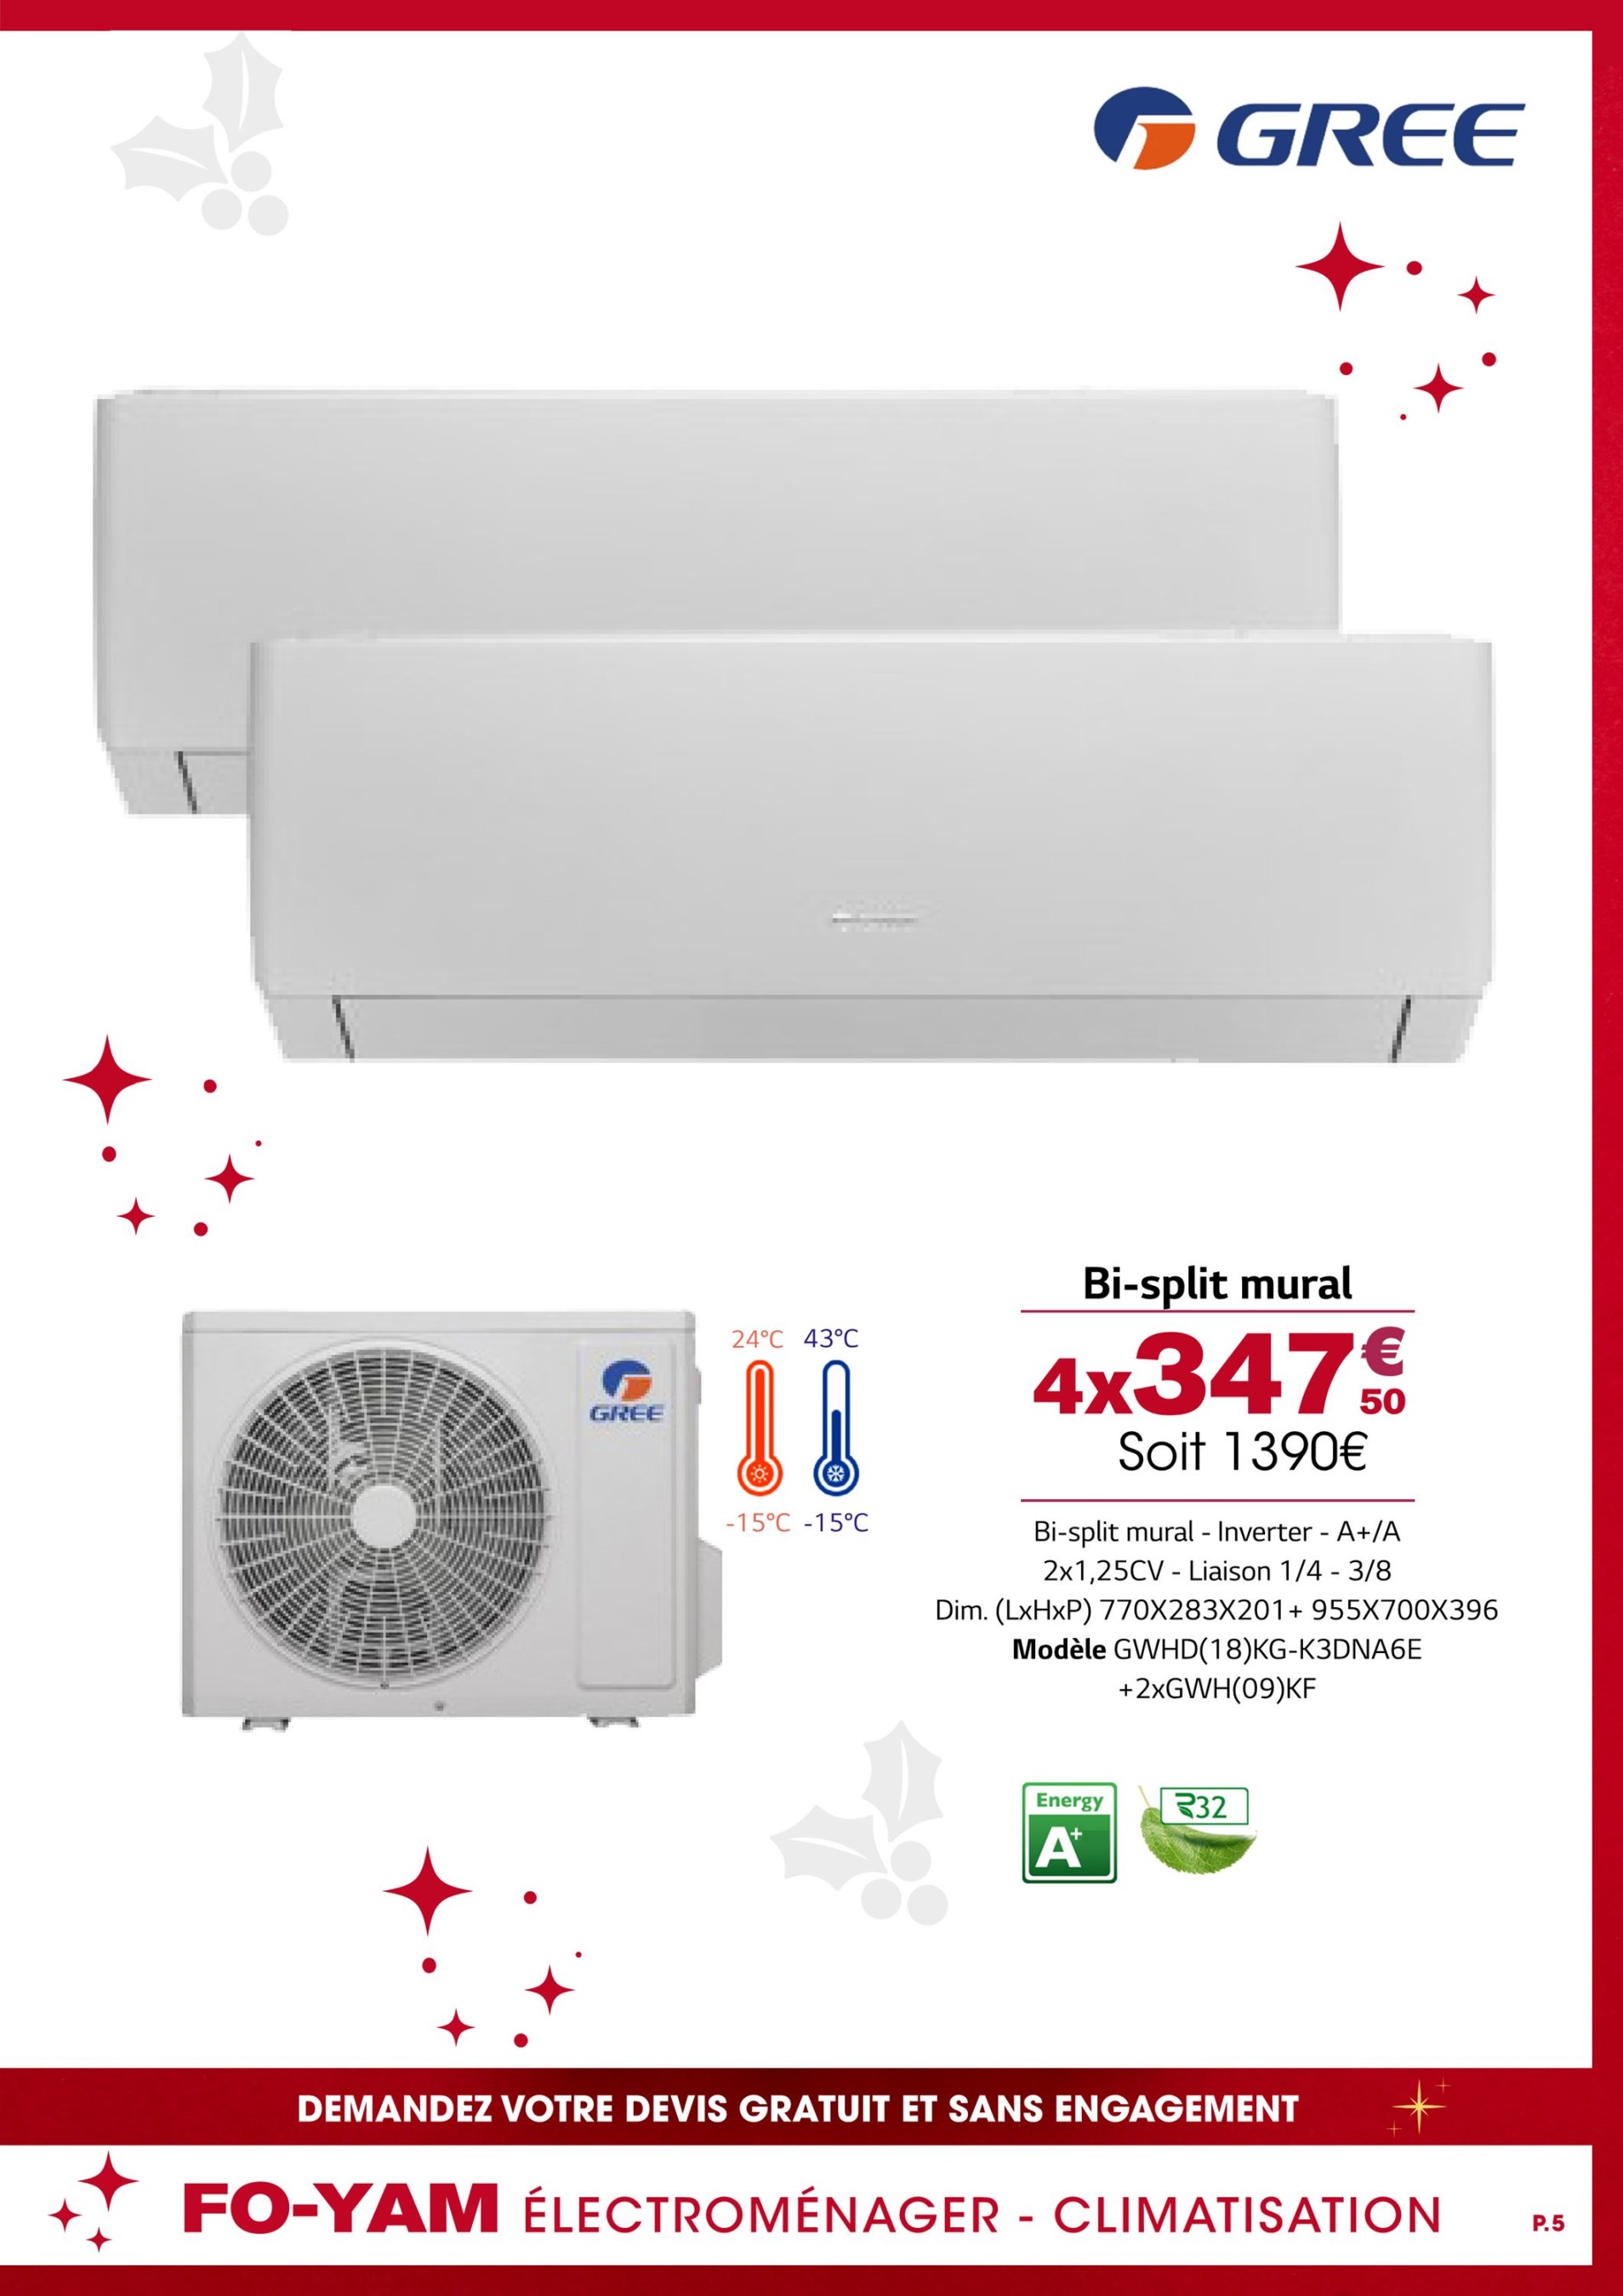 GREE
Bi-split mural
24°C 43°C
4x347€50
GREE
Soit 1390€
-15°C -15°C
Bi-split mural - Inverter - A+/A
2x1,25CV - Liaison 1/4 - 3/8
Dim. (LxHxP) 770X283X201+ 955X700X396
Modèle GWHD(18)KG-K3DNA6E
+2xGWH(09)KF
Energy
A+
R32
DEMANDEZ VOTRE DEVIS GRATUIT ET SANS ENGAGEMENT
FO-YAM ÉLECTROMÉNAGER - CLIMATISATION
P.5